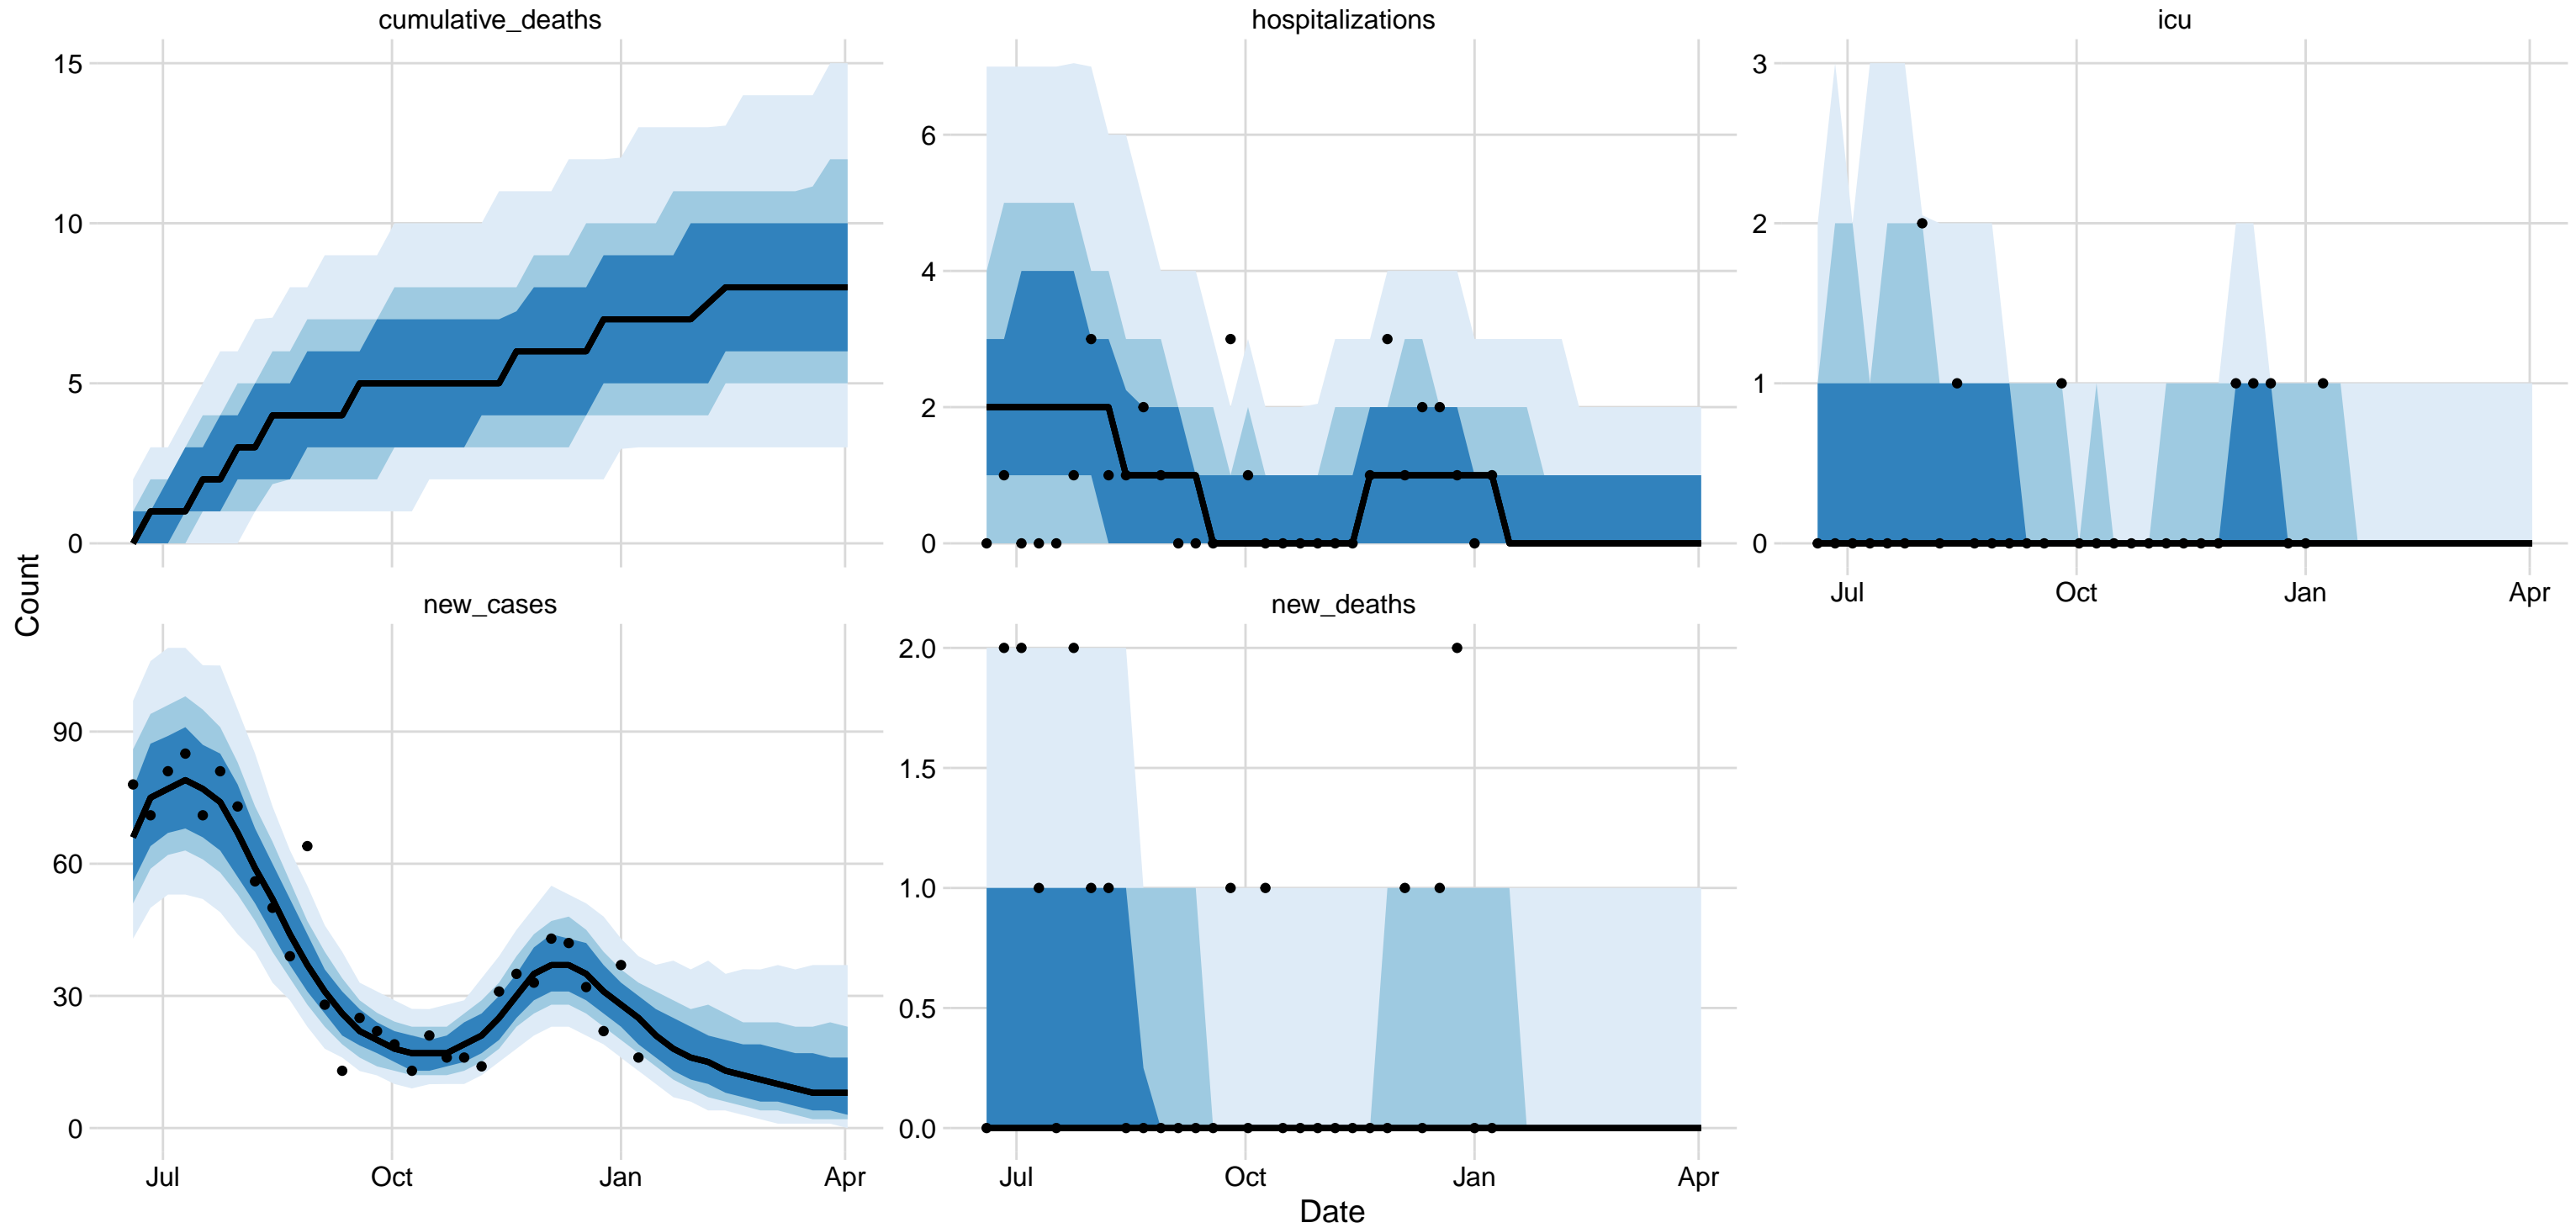 cumulative_deaths
hospitalizations
icu
15
10
5
0
6
4
2
0
3
2
1
0
Jul Oct Jan Apr
Count
new_cases
new_deaths
90
60
30
0
2.0
1.5
1.0
0.5
0.0
Jul Oct Jan Apr
Jul Oct Jan Apr
Date